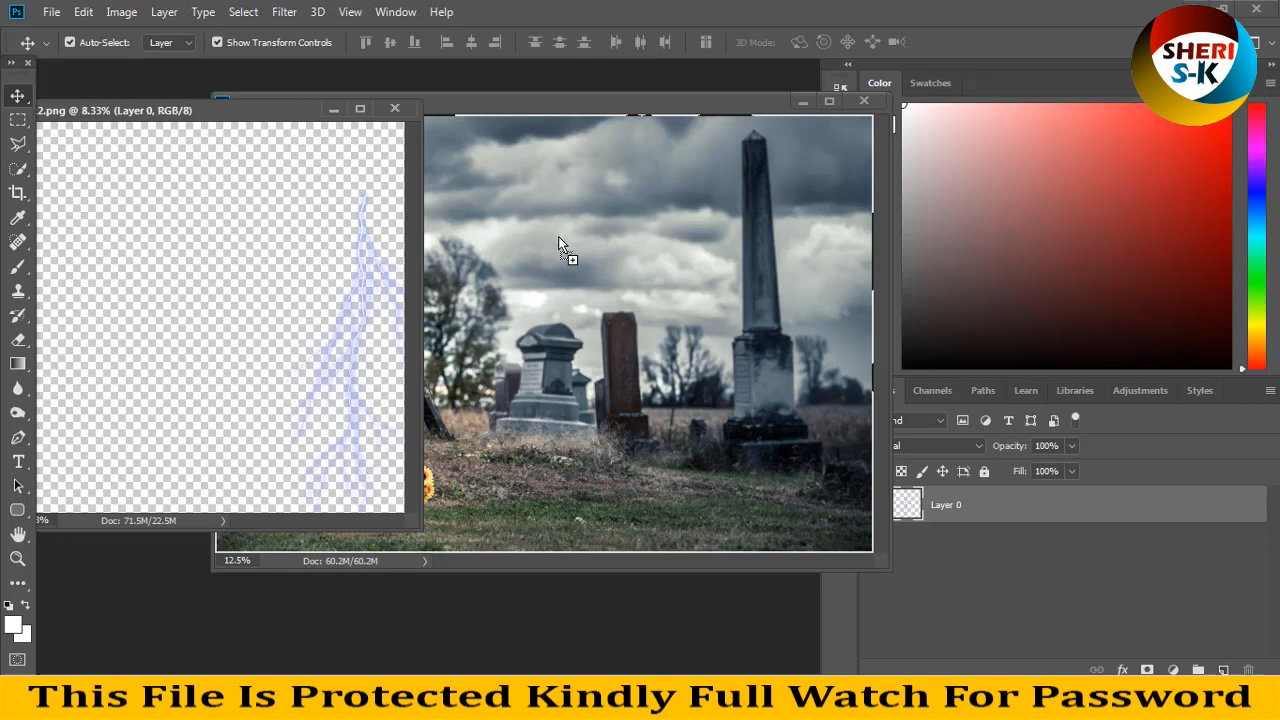 Ps File Edit Image Layer Type Select Filter 3D View Window Help
Auto-Select: Layer Show Transform Controls 3D Mode:
SHERI
S-K
Color Swatches
2.png @ 8.33% (Layer 0, RGB/8)
Channels Paths Learn Libraries Adjustments Styles
Opacity: 100%
Fill: 100%
Layer 0
Doc: 71.5M/22.5M
12.5% Doc: 60.2M/60.2M
fx
This File Is Protected Kindly Full Watch For Password